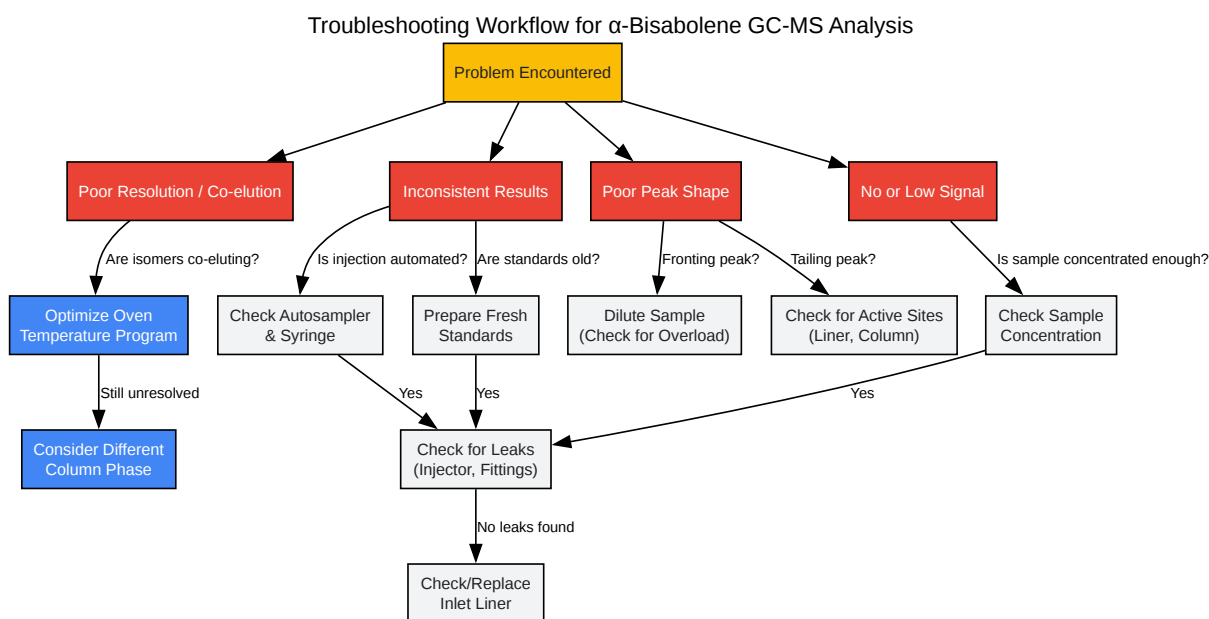 Troubleshooting Workflow for α-Bisabolene GC-MS Analysis
Problem Encountered
Poor Resolution / Co-elution
Inconsistent Results
Poor Peak Shape
No or Low Signal
Are isomers co-eluting?
Is injection automated?
Are standards old?
Fronting peak?
Tailing peak?
Is sample concentrated enough?
Optimize Oven
Temperature Program
Check Autosampler
& Syringe
Prepare Fresh
Standards
Dilute Sample
(Check for Overload)
Check for Active Sites
(Liner, Column)
Check Sample
Concentration
Still unresolved
Yes
Yes
Yes
Consider Different
Column Phase
Check for Leaks
(Injector, Fittings)
No leaks found
Check/Replace
Inlet Liner